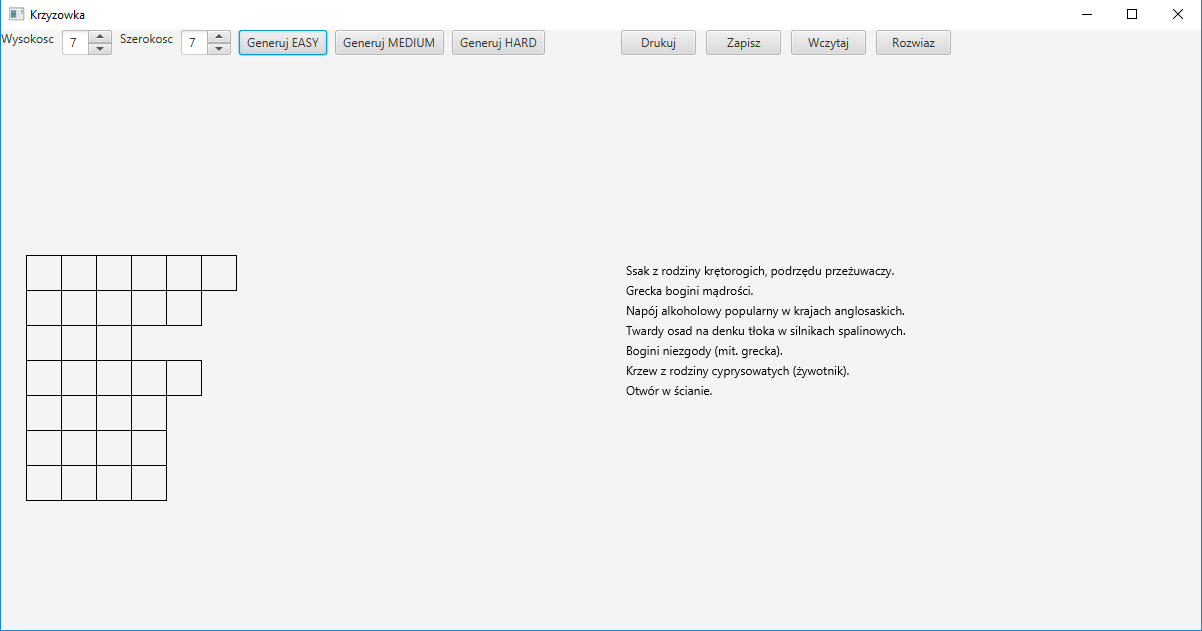 Krzyzowka
Wysokosc 7 Szerokosc 7 Generuj EASY Generuj MEDIUM Generuj HARD Drukuj Zapisz Wczytaj Rozwiaz
Ssak z rodziny krętorogich, podrzędu przeżuwaczy.
Grecka bogini mądrości.
Napój alkoholowy popularny w krajach anglosaskich.
Twardy osad na denku tłoka w silnikach spalinowych.
Bogini niezgody (mit. grecka).
Krzew z rodziny cyprysowatych (żywotnik).
Otwór w ścianie.